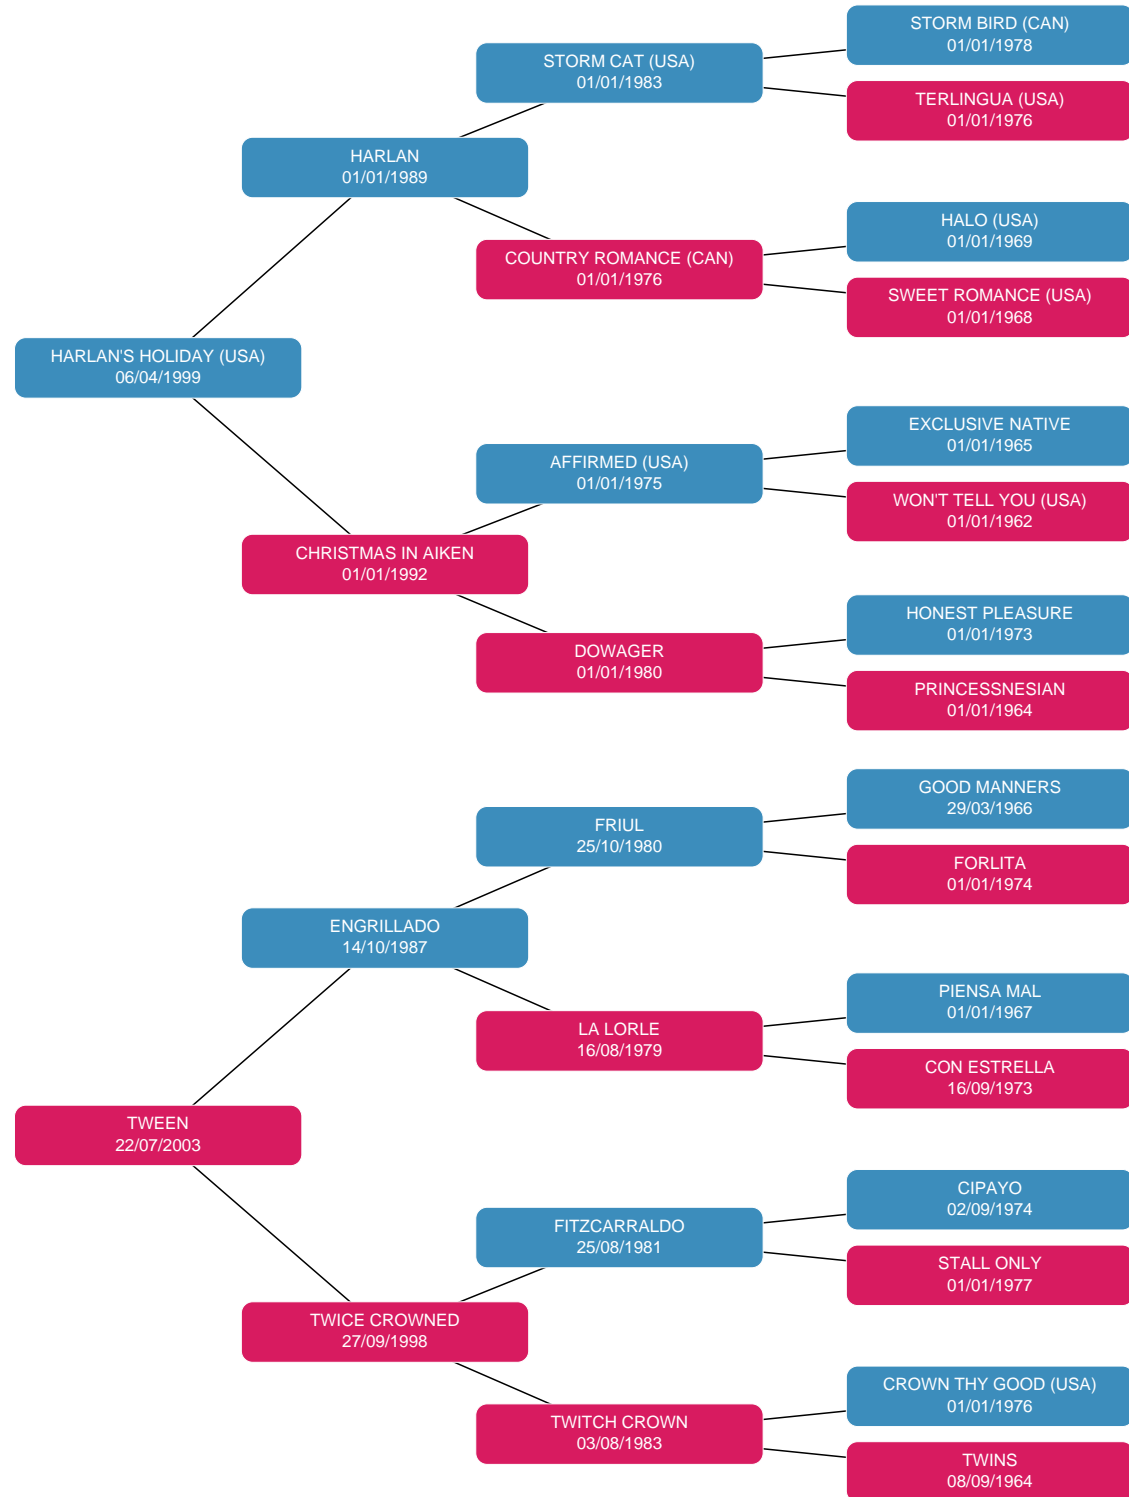 STORM BIRD (CAN)
01/01/1978
STORM CAT (USA)
01/01/1983
TERLINGUA (USA)
01/01/1976
HARLAN
01/01/1989
HALO (USA)
01/01/1969
COUNTRY ROMANCE (CAN)
01/01/1976
SWEET ROMANCE (USA)
01/01/1968
HARLAN'S HOLIDAY (USA)
06/04/1999
EXCLUSIVE NATIVE
01/01/1965
AFFIRMED (USA)
01/01/1975
WON'T TELL YOU (USA)
01/01/1962
CHRISTMAS IN AIKEN
01/01/1992
HONEST PLEASURE
01/01/1973
DOWAGER
01/01/1980
PRINCESSNESIAN
01/01/1964
GOOD MANNERS
29/03/1966
FRIUL
25/10/1980
FORLITA
01/01/1974
ENGRILLADO
14/10/1987
PIENSA MAL
01/01/1967
LA LORLE
16/08/1979
CON ESTRELLA
16/09/1973
TWEEN
22/07/2003
CIPAYO
02/09/1974
FITZCARRALDO
25/08/1981
STALL ONLY
01/01/1977
TWICE CROWNED
27/09/1998
CROWN THY GOOD (USA)
01/01/1976
TWITCH CROWN
03/08/1983
TWINS
08/09/1964